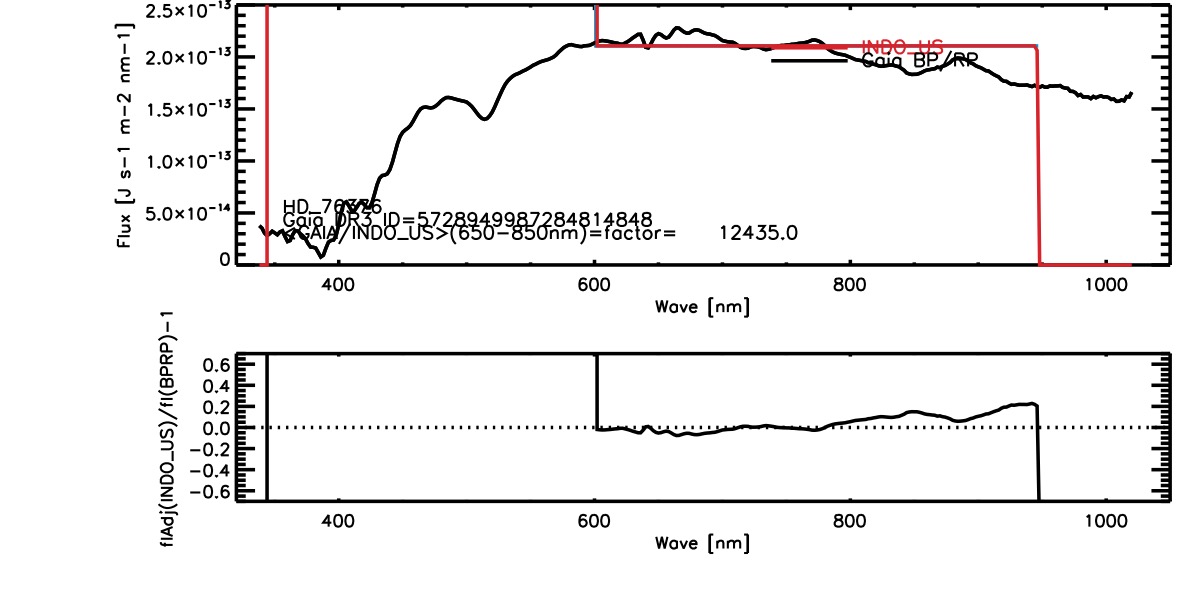 2.5×10−13
2.0×10−13
1.5×10−13
1.0×10−13
5.0×10−14
0
Flux [J s−1 m−2 nm−1]
INDO_US
Gaia BP/RP
Gaia DR3 ID=5728949987284814848
<GAIA/INDO_US>(650−850nm)=factor= 12435.0
400 600 800 1000
Wave [nm]
flAdj(INDO_US)/fl(BPRP)−1
0.6
0.4
0.2
0.0
−0.2
−0.4
−0.6
400 600 800 1000
Wave [nm]